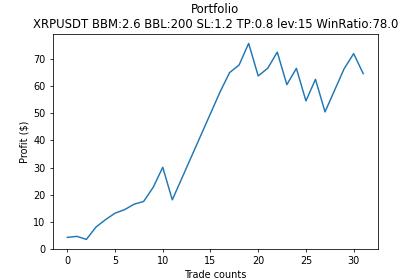 Portfolio
XRPUSDT BBM:2.6 BBL:200 SL:1.2 TP:0.8 lev:15 WinRatio:78.0
Profit ($)
70
60
50
40
30
20
10
0
0 5 10 15 20 25 30
Trade counts